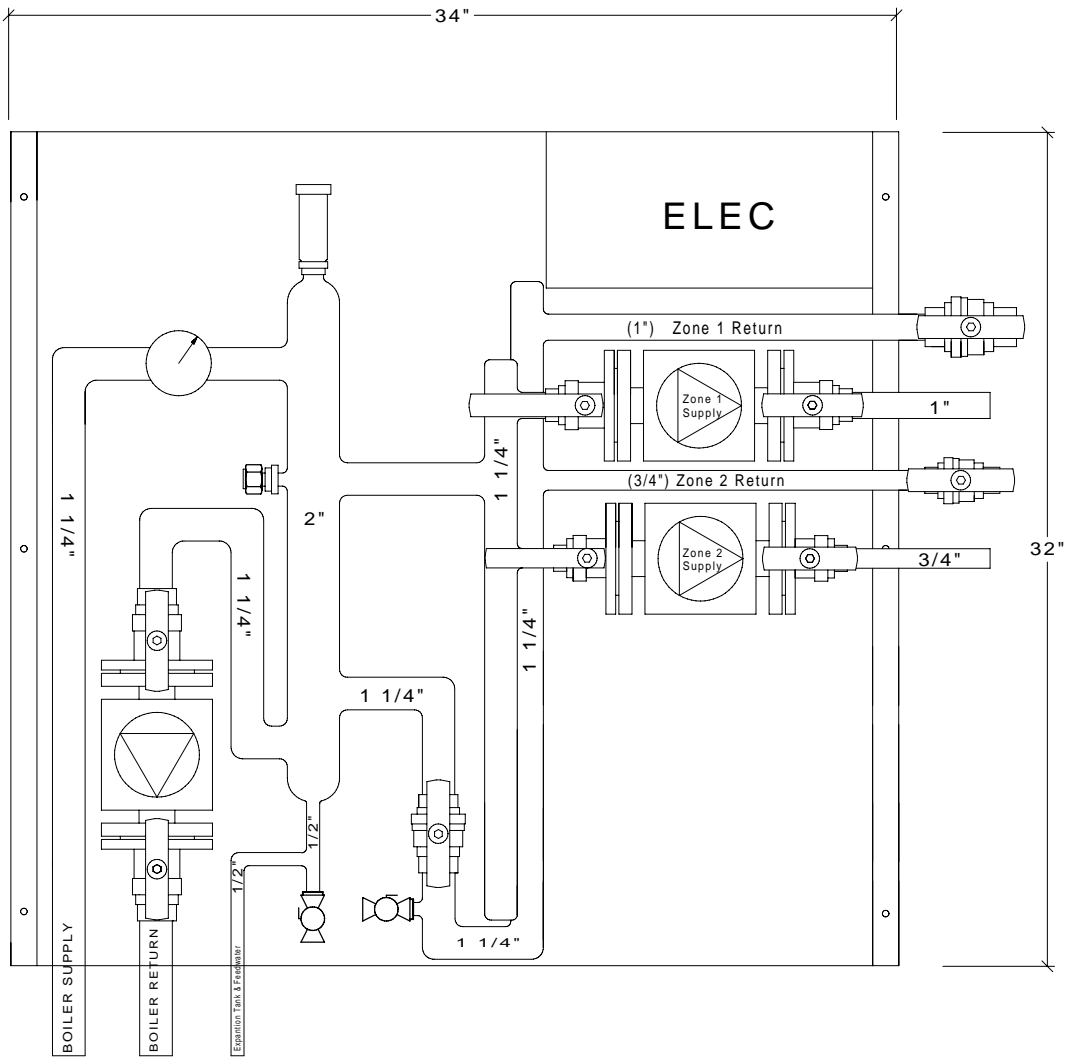 34"
ELEC
(1") Zone 1 Return
Zone 1
Supply
1"
1 1/4"
(3/4") Zone 2 Return
1 1/4"
2"
32"
Zone 2
Supply
3/4"
1 1/4"
1 1/4"
1 1/4"
1/2"
1/2"
1 1/4"
BOILER SUPPLY
BOILER RETURN
Expantion Tank & Feedwater